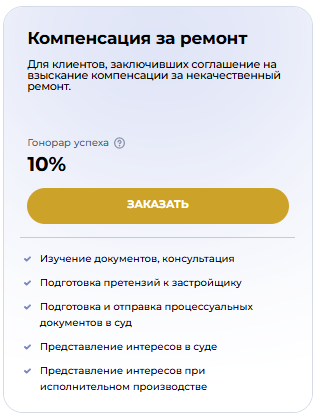 Компенсация за ремонт
Для клиентов, заключивших соглашение на
взыскание компенсации за некачественный
ремонт.
Гонорар успеха ?
10%
ЗАКАЗАТЬ
Изучение документов, консультация
Подготовка претензий к застройщику
Подготовка и отправка процессуальных
документов в суд
Представление интересов в суде
Представление интересов при
исполнительном производстве